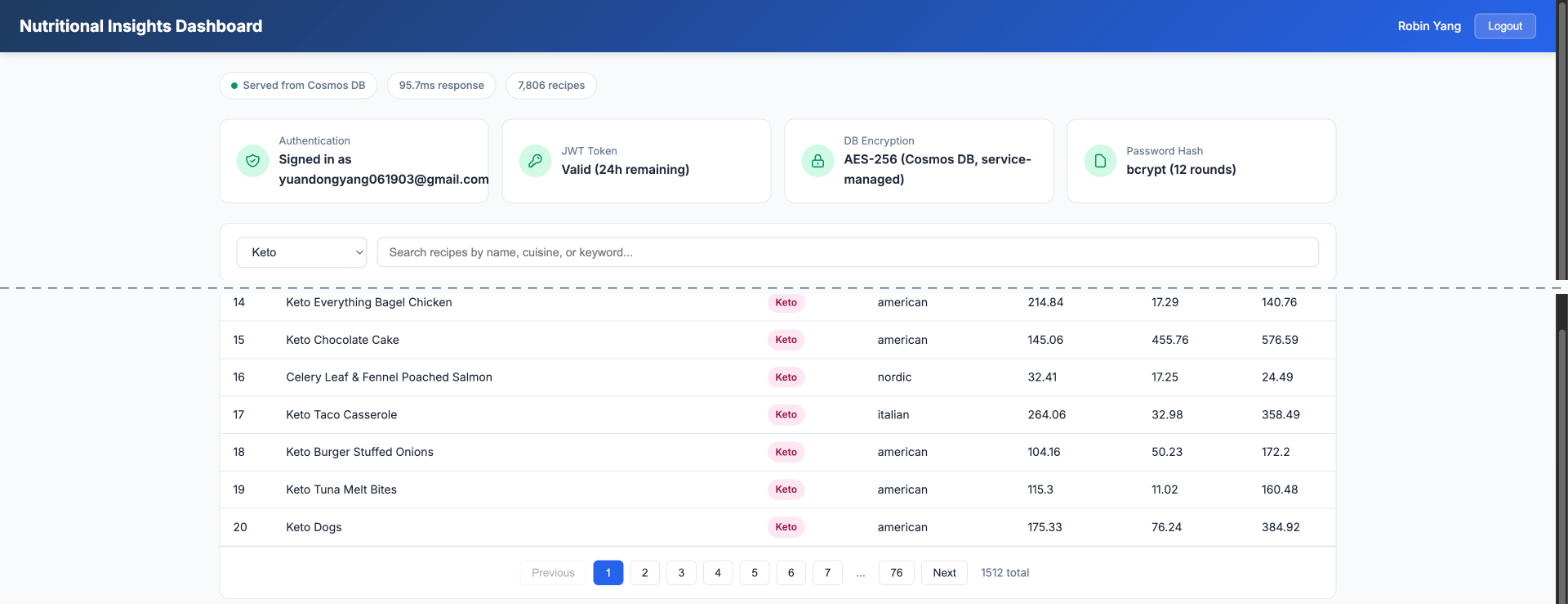 Nutritional Insights Dashboard
Robin Yang
Logout
Served from Cosmos DB
95.7ms response
7,806 recipes
Authentication
Signed in as
yuandongyang061903@gmail.com
JWT Token
Valid (24h remaining)
DB Encryption
AES-256 (Cosmos DB, service-
managed)
Password Hash
bcrypt (12 rounds)
Keto
Search recipes by name, cuisine, or keyword...
14 Keto Everything Bagel Chicken Keto american 214.84 17.29 140.76
15 Keto Chocolate Cake Keto american 145.06 455.76 576.59
16 Celery Leaf & Fennel Poached Salmon Keto nordic 32.41 17.25 24.49
17 Keto Taco Casserole Keto italian 264.06 32.98 358.49
18 Keto Burger Stuffed Onions Keto american 104.16 50.23 172.2
19 Keto Tuna Melt Bites Keto american 115.3 11.02 160.48
20 Keto Dogs Keto american 175.33 76.24 384.92
Previous 1 2 3 4 5 6 7 ... 76 Next 1512 total